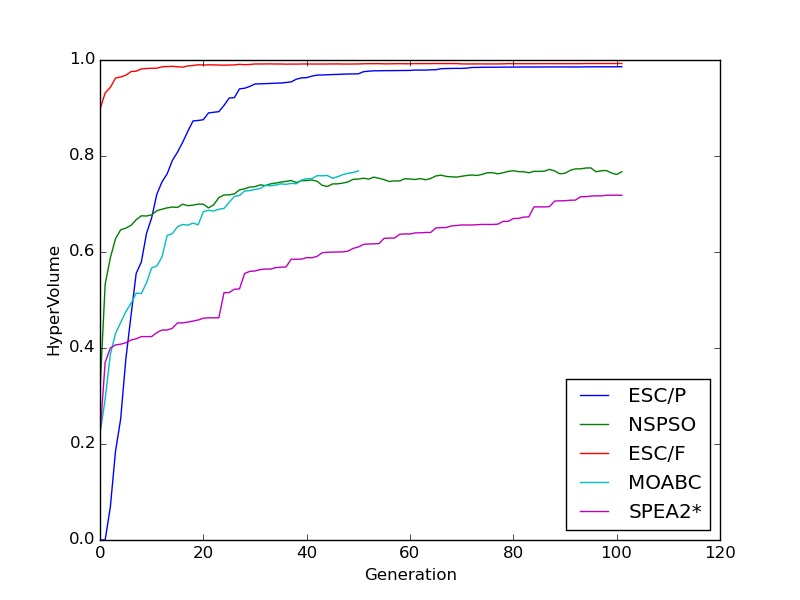 1.0
0.8
0.6
0.4
0.2
0.0
HyperVolume
0 20 40 60 80 100 120
Generation
ESC/P
NSPSO
ESC/F
MOABC
SPEA2*